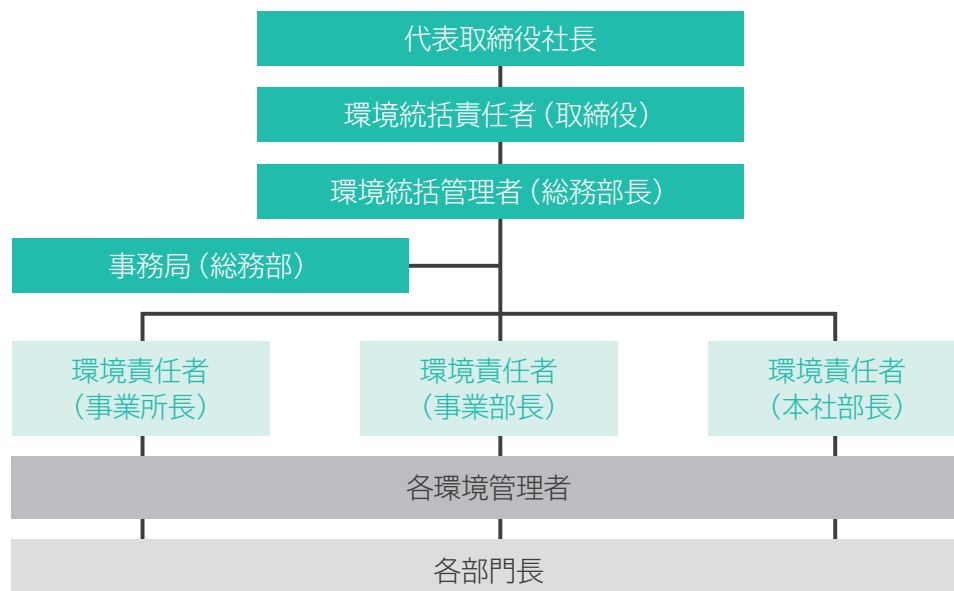 代表取締役社長
環境統括責任者（取締役）
環境統括管理者（総務部長）
事務局（総務部）
環境責任者
（事業所長）
環境責任者
（事業部長）
環境責任者
（本社部長）
各環境管理者
各部門長